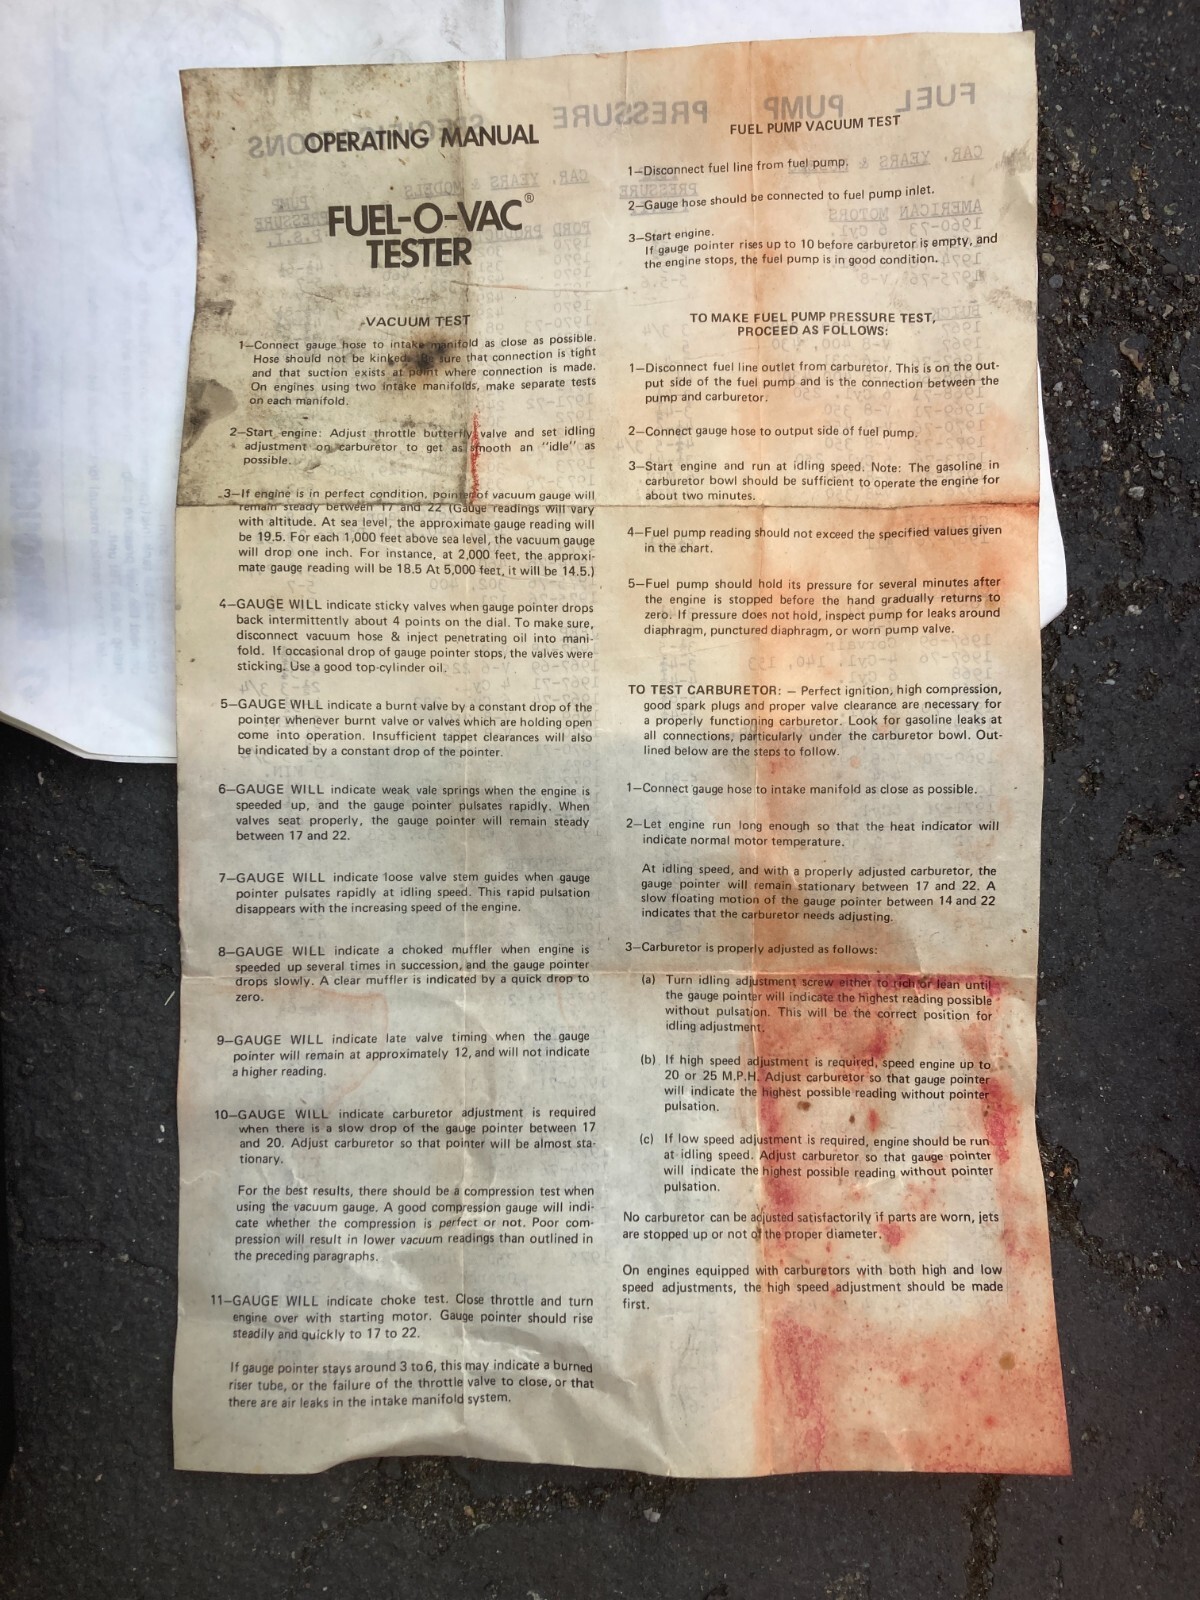 OPERATING MANUAL
FUEL-O-VAC®
TESTER
VACUUM TEST
1—Connect gauge hose to intake manifold as close as possible.
Hose should not be kinked. Be sure that connection is tight
and that suction exists at point where connection is made.
On engines using two intake manifolds, make separate tests
on each manifold.
2—Start engine: Adjust throttle butterfly valve and set idling
adjustment on carburetor to get as smooth an "idle" as
possible.
3—If engine is in perfect condition, pointer of vacuum gauge will
remain steady between 17 and 22 (Gauge readings will vary
with altitude. At sea level, the approximate gauge reading will
be 19.5. For each 1,000 feet above sea level, the vacuum gauge
will drop one inch. For instance, at 2,000 feet, the approxi-
mate gauge reading will be 18.5 At 5,000 feet, it will be 14.5.)
4—GAUGE WILL indicate sticky valves when gauge pointer drops
back intermittently about 4 points on the dial. To make sure,
disconnect vacuum hose & inject penetrating oil into mani-
fold. If occasional drop of gauge pointer stops, the valves were
sticking. Use a good top-cylinder oil.
5—GAUGE WILL indicate a burnt valve by a constant drop of the
pointer whenever burnt valve or valves which are holding open
come into operation. Insufficient tappet clearances will also
be indicated by a constant drop of the pointer.
6—GAUGE WILL indicate weak vale springs when the engine is
speeded up, and the gauge pointer pulsates rapidly. When
valves seat properly, the gauge pointer will remain steady
between 17 and 22.
7—GAUGE WILL indicate loose valve stem guides when gauge
pointer pulsates rapidly at idling speed. This rapid pulsation
disappears with the increasing speed of the engine.
8—GAUGE WILL indicate a choked muffler when engine is
speeded up several times in succession, and the gauge pointer
drops slowly. A clear muffler is indicated by a quick drop to
zero.
9—GAUGE WILL indicate late valve timing when the gauge
pointer will remain at approximately 12, and will not indicate
a higher reading.
10—GAUGE WILL indicate carburetor adjustment is required
when there is a slow drop of the gauge pointer between 17
and 20. Adjust carburetor so that pointer will be almost sta-
tionary.
For the best results, there should be a compression test when
using the vacuum gauge. A good compression gauge will indi-
cate whether the compression is perfect or not. Poor com-
pression will result in lower vacuum readings than outlined in
the preceding paragraphs.
11—GAUGE WILL indicate choke test. Close throttle and turn
engine over with starting motor. Gauge pointer should rise
steadily and quickly to 17 to 22.
If gauge pointer stays around 3 to 6, this may indicate a burned
riser tube, or the failure of the throttle valve to close, or that
there are air leaks in the intake manifold system.
FUEL PUMP VACUUM TEST
1—Disconnect fuel line from fuel pump.
2—Gauge hose should be connected to fuel pump inlet.
3—Start engine.
If gauge pointer rises up to 10 before carburetor is empty, and
the engine stops, the fuel pump is in good condition.
TO MAKE FUEL PUMP PRESSURE TEST,
PROCEED AS FOLLOWS:
1—Disconnect fuel line outlet from carburetor. This is on the out-
put side of the fuel pump and is the connection between the
pump and carburetor.
2—Connect gauge hose to output side of fuel pump.
3—Start engine and run at idling speed. Note: The gasoline in
carburetor bowl should be sufficient to operate the engine for
about two minutes.
4—Fuel pump reading should not exceed the specified values given
in the chart.
5—Fuel pump should hold its pressure for several minutes after
the engine is stopped before the hand gradually returns to
zero. If pressure does not hold, inspect pump for leaks around
diaphragm, punctured diaphragm, or worn pump valve.
TO TEST CARBURETOR: — Perfect ignition, high compression,
good spark plugs and proper valve clearance are necessary for
a properly functioning carburetor. Look for gasoline leaks at
all connections, particularly under the carburetor bowl. Out-
lined below are the steps to follow.
1—Connect gauge hose to intake manifold as close as possible.
2—Let engine run long enough so that the heat indicator will
indicate normal motor temperature.
At idling speed, and with a properly adjusted carburetor, the
gauge pointer will remain stationary between 17 and 22. A
slow floating motion of the gauge pointer between 14 and 22
indicates that the carburetor needs adjusting.
3—Carburetor is properly adjusted as follows:
(a) Turn idling adjustment screw either to rich or lean until
the gauge pointer will indicate the highest reading possible
without pulsation. This will be the correct position for
idling adjustment.
(b) If high speed adjustment is required, speed engine up to
20 or 25 M.P.H. Adjust carburetor so that gauge pointer
will indicate the highest possible reading without pointer
pulsation.
(c) If low speed adjustment is required, engine should be run
at idling speed. Adjust carburetor so that gauge pointer
will indicate the highest possible reading without pointer
pulsation.
No carburetor can be adjusted satisfactorily if parts are worn, jets
are stopped up or not of the proper diameter.
On engines equipped with carburetors with both high and low
speed adjustments, the high speed adjustment should be made
first.